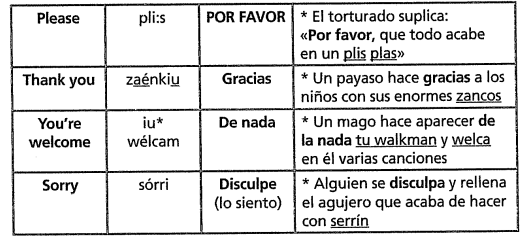 Please pli:s POR FAVOR * El torturado suplica:
«Por favor, que todo acabe
en un plis plas»
Thank you zaénkiu Gracias * Un payaso hace gracias a los
niños con sus enormes zancos
You're iu* De nada * Un mago hace aparecer de
welcome wélcam la nada tu walkman y welca
en él varias canciones
Sorry sórri Disculpe * Alguien se disculpa y rellena
(lo siento) el agujero que acaba de hacer
con serrín